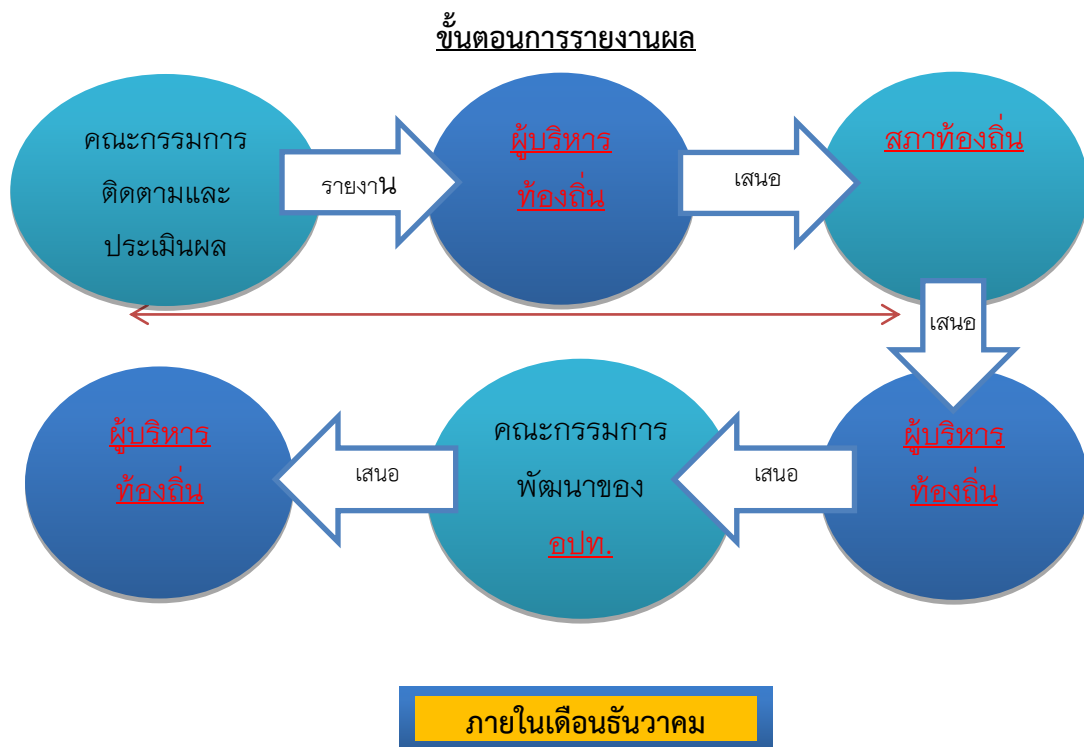 ขั้นตอนการรายงานผล
คณะกรรมการ
ติดตามและ
ประเมินผล
รายงาน
ผู้บริหาร
ท้องถิ่น
เสนอ
สภาท้องถิ่น
เสนอ
ผู้บริหาร
ท้องถิ่น
เสนอ
คณะกรรมการ
พัฒนาของ
อปท.
เสนอ
ผู้บริหาร
ท้องถิ่น
ภายในเดือนธันวาคม